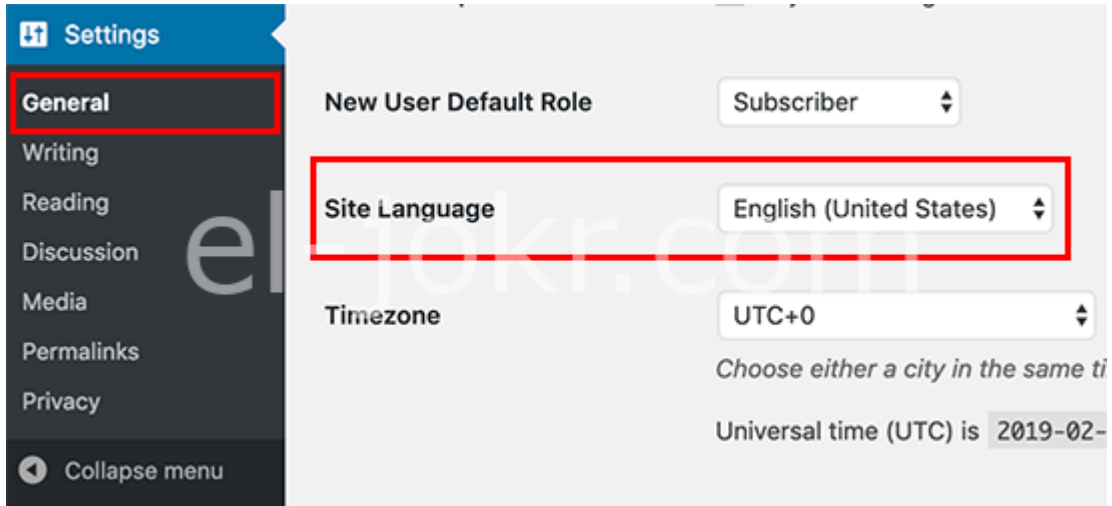 Settings
General
Writing
Reading
Discussion
Media
Permalinks
Privacy
Collapse menu
New User Default Role Subscriber
Site Language English (United States)
Timezone UTC+0
Choose either a city in the same
Universal time (UTC) is 2019-02-
el-jokr.com